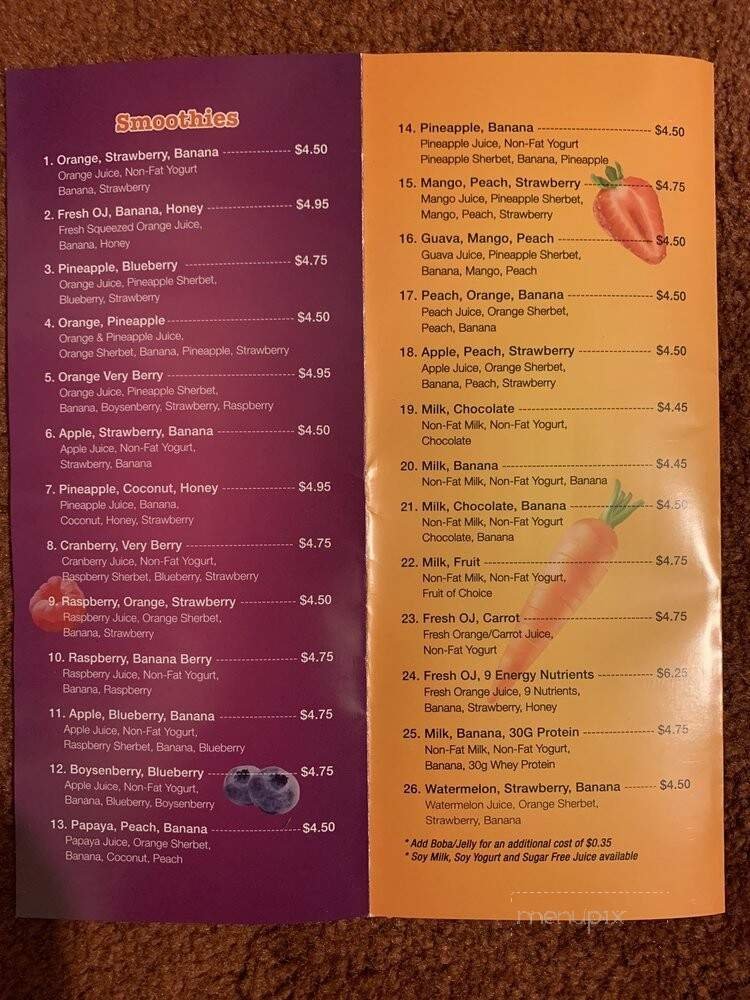 Smoothies
1. Orange, Strawberry, Banana ------------ $4.50
Orange Juice, Non-Fat Yogurt
Banana, Strawberry
2. Fresh OJ, Banana, Honey ------------ $4.95
Fresh Squeezed Orange Juice,
Banana, Honey
3. Pineapple, Blueberry ------------ $4.75
Orange Juice, Pineapple Sherbet,
Blueberry, Strawberry
4. Orange, Pineapple ------------ $4.50
Orange & Pineapple Juice,
Orange Sherbet, Banana, Pineapple, Strawberry
5. Orange Very Berry ------------ $4.95
Orange Juice, Pineapple Sherbet,
Banana, Boysenberry, Strawberry, Raspberry
6. Apple, Strawberry, Banana ------------ $4.50
Apple Juice, Non-Fat Yogurt,
Strawberry, Banana
7. Pineapple, Coconut, Honey ------------ $4.95
Pineapple Juice, Banana,
Coconut, Honey, Strawberry
8. Cranberry, Very Berry ------------ $4.75
Cranberry Juice, Non-Fat Yogurt,
Raspberry Sherbet, Blueberry, Strawberry
9. Raspberry, Orange, Strawberry ------------ $4.50
Raspberry Juice, Orange Sherbet,
Banana, Strawberry
10. Raspberry, Banana Berry ------------ $4.75
Raspberry Juice, Non-Fat Yogurt,
Banana, Raspberry
11. Apple, Blueberry, Banana ------------ $4.75
Apple Juice, Non-Fat Yogurt,
Raspberry Sherbet, Banana, Blueberry
12. Boysenberry, Blueberry ------------ $4.75
Apple Juice, Non-Fat Yogurt,
Banana, Blueberry, Boysenberry
13. Papaya, Peach, Banana ------------ $4.50
Papaya Juice, Orange Sherbet,
Banana, Coconut, Peach
14. Pineapple, Banana ------------ $4.50
Pineapple Juice, Non-Fat Yogurt
Pineapple Sherbet, Banana, Pineapple
15. Mango, Peach, Strawberry ------------ $4.75
Mango Juice, Pineapple Sherbet,
Mango, Peach, Strawberry
16. Guava, Mango, Peach ------------ $4.50
Guava Juice, Pineapple Sherbet,
Banana, Mango, Peach
17. Peach, Orange, Banana ------------ $4.50
Peach Juice, Orange Sherbet,
Peach, Banana
18. Apple, Peach, Strawberry ------------ $4.50
Apple Juice, Orange Sherbet,
Banana, Peach, Strawberry
19. Milk, Chocolate ------------ $4.45
Non-Fat Milk, Non-Fat Yogurt,
Chocolate
20. Milk, Banana ------------ $4.45
Non-Fat Milk, Non-Fat Yogurt, Banana
21. Milk, Chocolate, Banana ------------ $4.50
Non-Fat Milk, Non-Fat Yogurt
Chocolate, Banana
22. Milk, Fruit ------------ $4.75
Non-Fat Milk, Non-Fat Yogurt,
Fruit of Choice
23. Fresh OJ, Carrot ------------ $4.75
Fresh Orange/Carrot Juice,
Non-Fat Yogurt
24. Fresh OJ, 9 Energy Nutrients ------------ $6.25
Fresh Orange Juice, 9 Nutrients,
Banana, Strawberry, Honey
25. Milk, Banana, 30G Protein ------------ $4.75
Non-Fat Milk, Non-Fat Yogurt,
Banana, 30g Whey Protein
26. Watermelon, Strawberry, Banana ------ $4.50
Watermelon Juice, Orange Sherbet,
Strawberry, Banana
* Add Boba/Jelly for an additional cost of $0.35
* Soy Milk, Soy Yogurt and Sugar Free Juice available
menupix